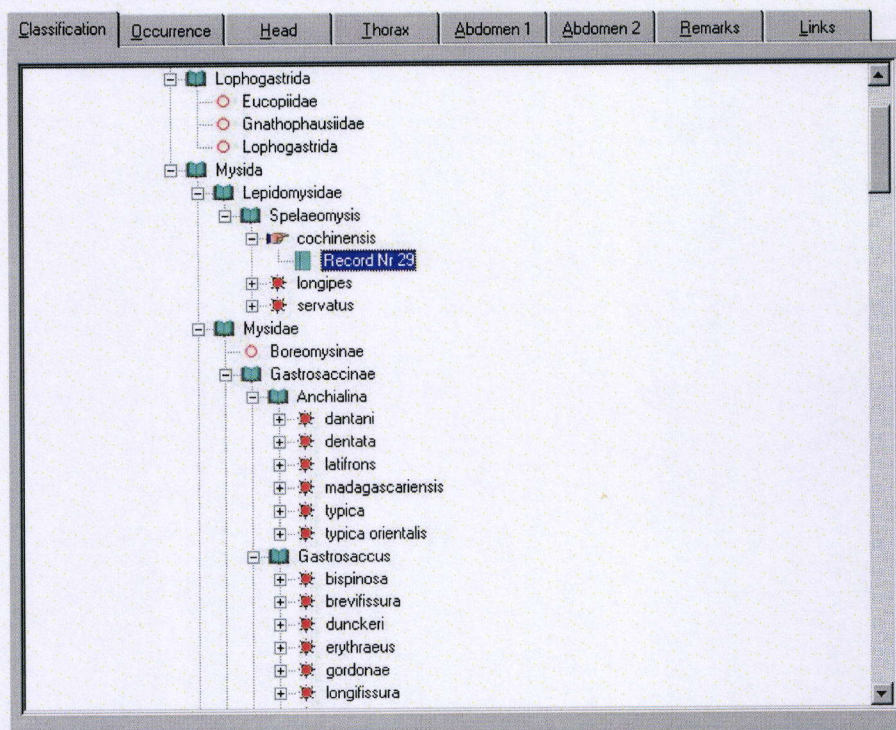 Classification Occurrence Head Thorax Abdomen 1 Abdomen 2 Remarks Links
Lophogastrida
Eucopiidae
Gnathophausiidae
Lophogastrida
Mysida
Lepidomysidae
Spelaeomysis
cochinensis
Record Nr 29
longipes
servatus
Mysidae
Boreomysinae
Gastrosaccinae
Anchialina
dantani
dentata
latifrons
madagascariensis
typica
typica orientalis
Gastrosaccus
bispinosa
brevifissura
dunckeri
erythraeus
gordonae
longifissura